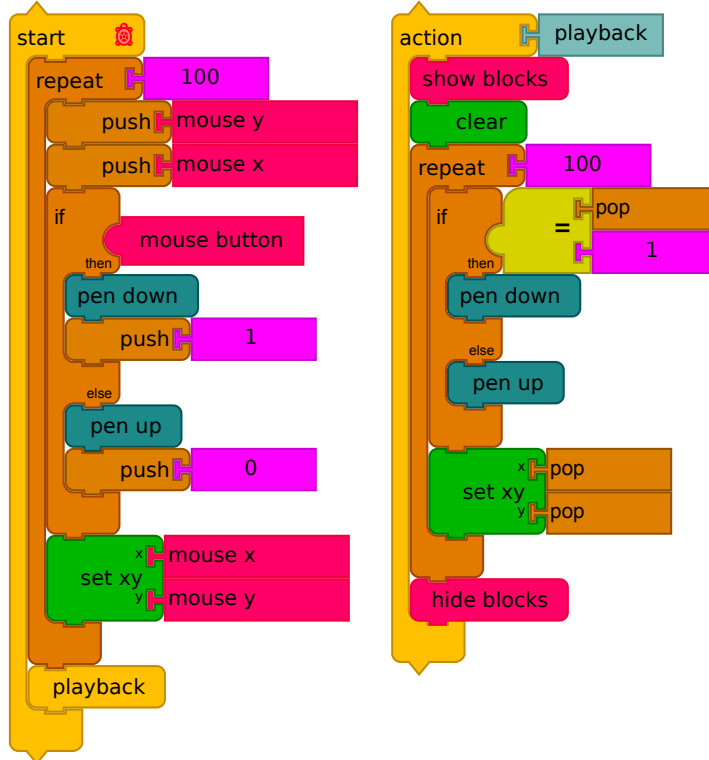 start
repeat 100
push mouse y
push mouse x
if
mouse button
then
pen down
push 1
else
pen up
push 0
x mouse x
set xy
y mouse y
playback
action playback
show blocks
clear
repeat 100
if
pop
=
1
then
pen down
else
pen up
x pop
set xy
y pop
hide blocks